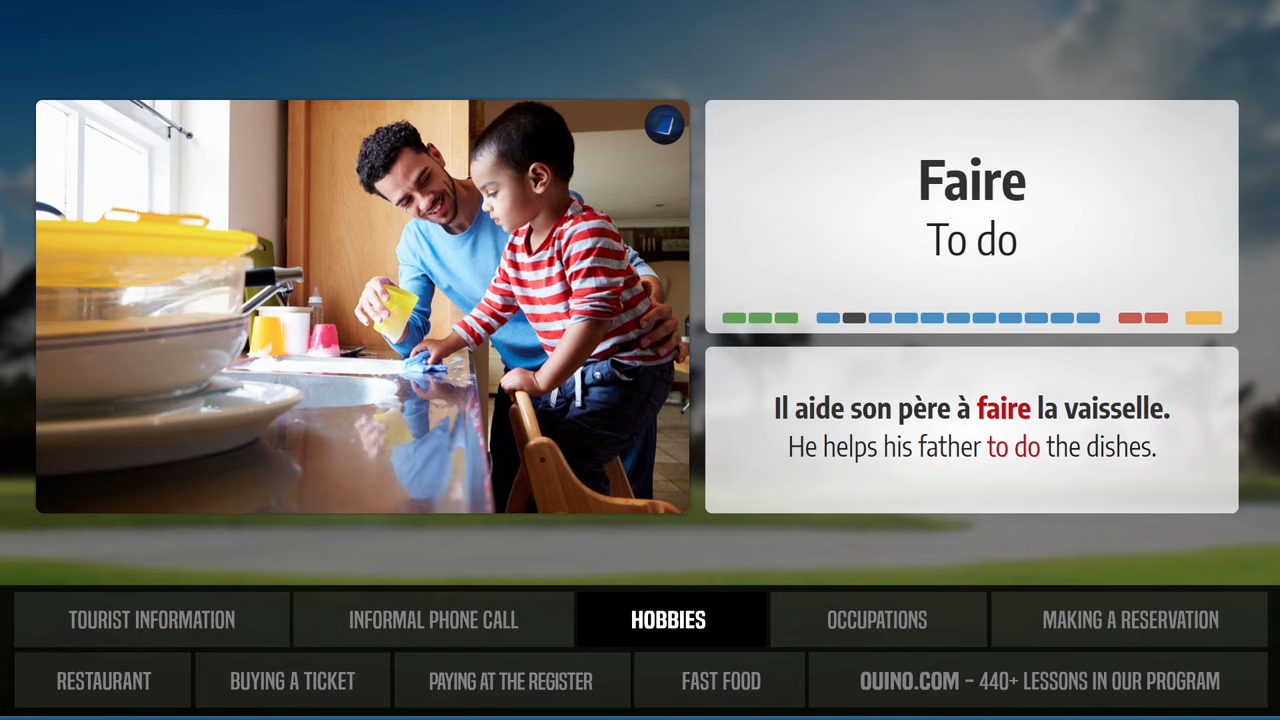 Faire
To do
Il aide son père à faire la vaisselle.
He helps his father to do the dishes.
TOURIST INFORMATION
INFORMAL PHONE CALL
HOBBIES
OCCUPATIONS
MAKING A RESERVATION
RESTAURANT
BUYING A TICKET
PAYING AT THE REGISTER
FAST FOOD
OUINO.COM – 440+ LESSONS IN OUR PROGRAM